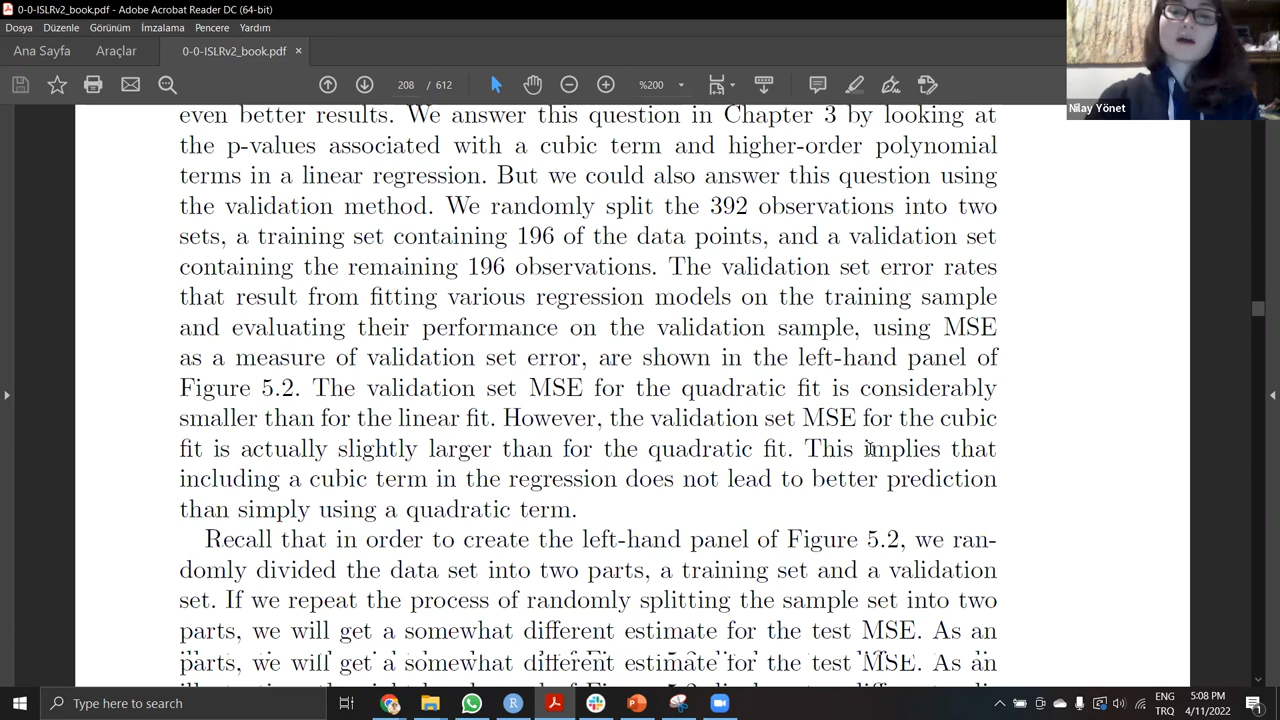 0-0-ISLRv2_book.pdf - Adobe Acrobat Reader DC (64-bit)
Dosya Düzenle Görünüm İmzalama Pencere Yardım
Ana Sayfa Araçlar 0-0-ISLRv2_book.pdf ×
208 / 612 %200
Nilay Yönet
even better results. We answer this question in Chapter 3 by looking at
the p-values associated with a cubic term and higher-order polynomial
terms in a linear regression. But we could also answer this question using
the validation method. We randomly split the 392 observations into two
sets, a training set containing 196 of the data points, and a validation set
containing the remaining 196 observations. The validation set error rates
that result from fitting various regression models on the training sample
and evaluating their performance on the validation sample, using MSE
as a measure of validation set error, are shown in the left-hand panel of
Figure 5.2. The validation set MSE for the quadratic fit is considerably
smaller than for the linear fit. However, the validation set MSE for the cubic
fit is actually slightly larger than for the quadratic fit. This implies that
including a cubic term in the regression does not lead to better prediction
than simply using a quadratic term.
Recall that in order to create the left-hand panel of Figure 5.2, we ran-
domly divided the data set into two parts, a training set and a validation
set. If we repeat the process of randomly splitting the sample set into two
parts, we will get a somewhat different estimate for the test MSE. As an
parts, we will get a somewhat different estimate for the test MSE. As an
Type here to search
ENG 5:08 PM
TRQ 4/11/2022